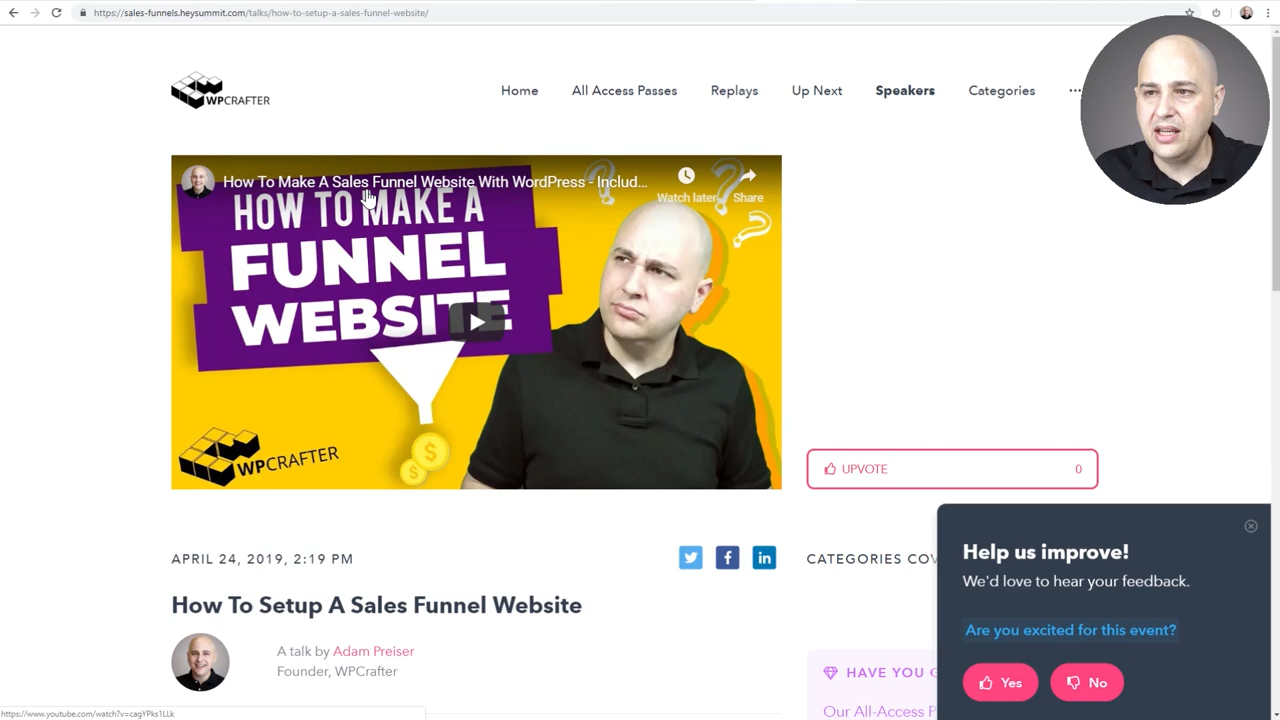 https://sales-funnels.heysummit.com/talks/how-to-setup-a-sales-funnel-website/
WPCRAFTER
Home
All Access Passes
Replays
Up Next
Speakers
Categories
...
How To Make A Sales Funnel Website With WordPress - Includ...
Watch later
Share
HOW TO MAKE A
FUNNEL
WEBSITE
WPCRAFTER
UPVOTE 0
APRIL 24, 2019, 2:19 PM
CATEGORIES COV
How To Setup A Sales Funnel Website
A talk by Adam Preiser
Founder, WPCrafter
HAVE YOU G
Our All-Access P
Help us improve!
We'd love to hear your feedback.
Are you excited for this event?
Yes
No
https://www.youtube.com/watch?v=cagYPks1LLk